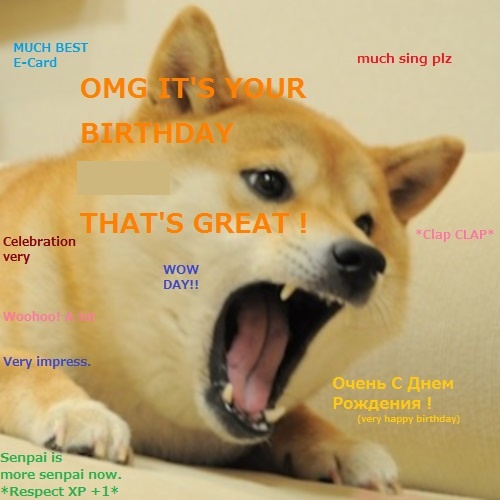 MUCH BEST
E-Card
much sing plz
OMG IT'S YOUR
BIRTHDAY
THAT'S GREAT !
Celebration
very
*Clap CLAP*
WOW
DAY!!
Woohoo!
Very impress.
Очень С Днем
Рождения !
(very happy birthday)
Senpai is
more senpai now.
*Respect XP +1*